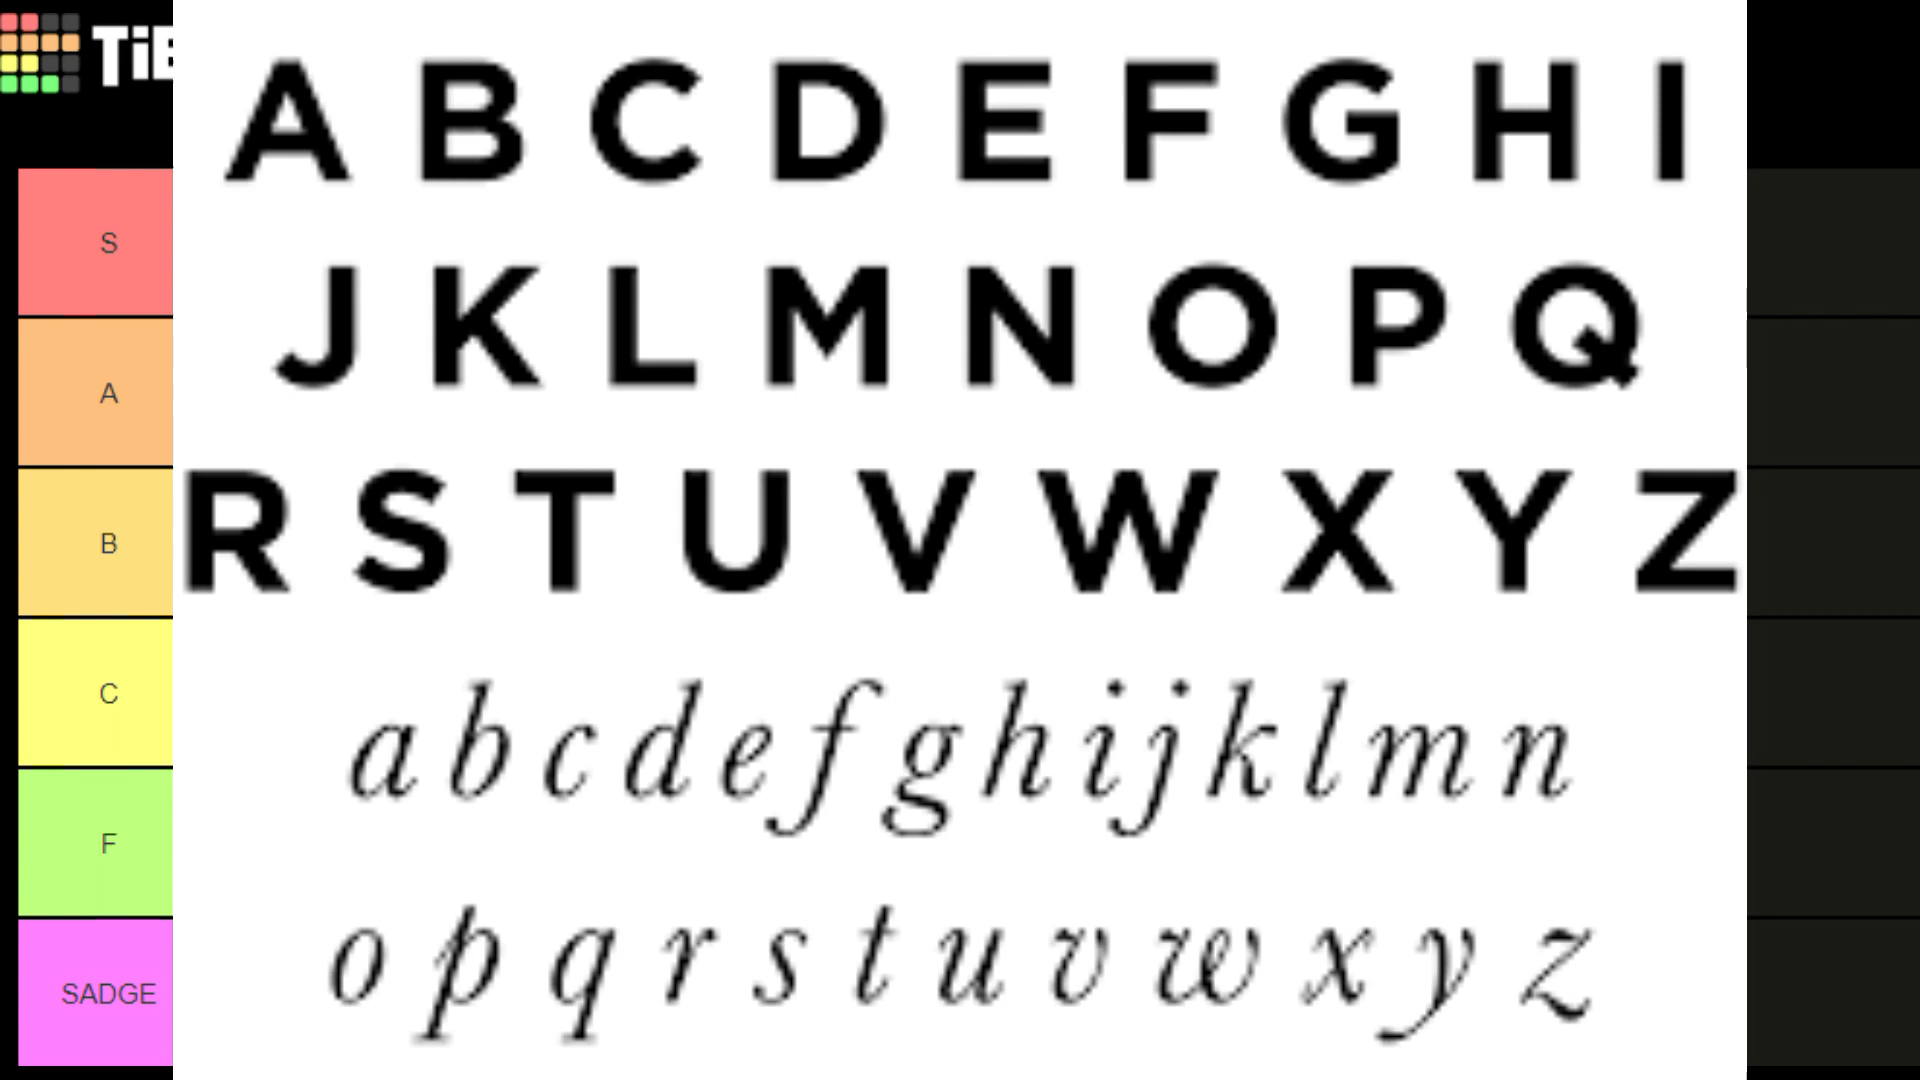 TiE
S
A
B
C
F
SADGE
A B C D E F G H I
J K L M N O P Q
R S T U V W X Y Z
a b c d e f g h i j k l m n
o p q r s t u v w x y z